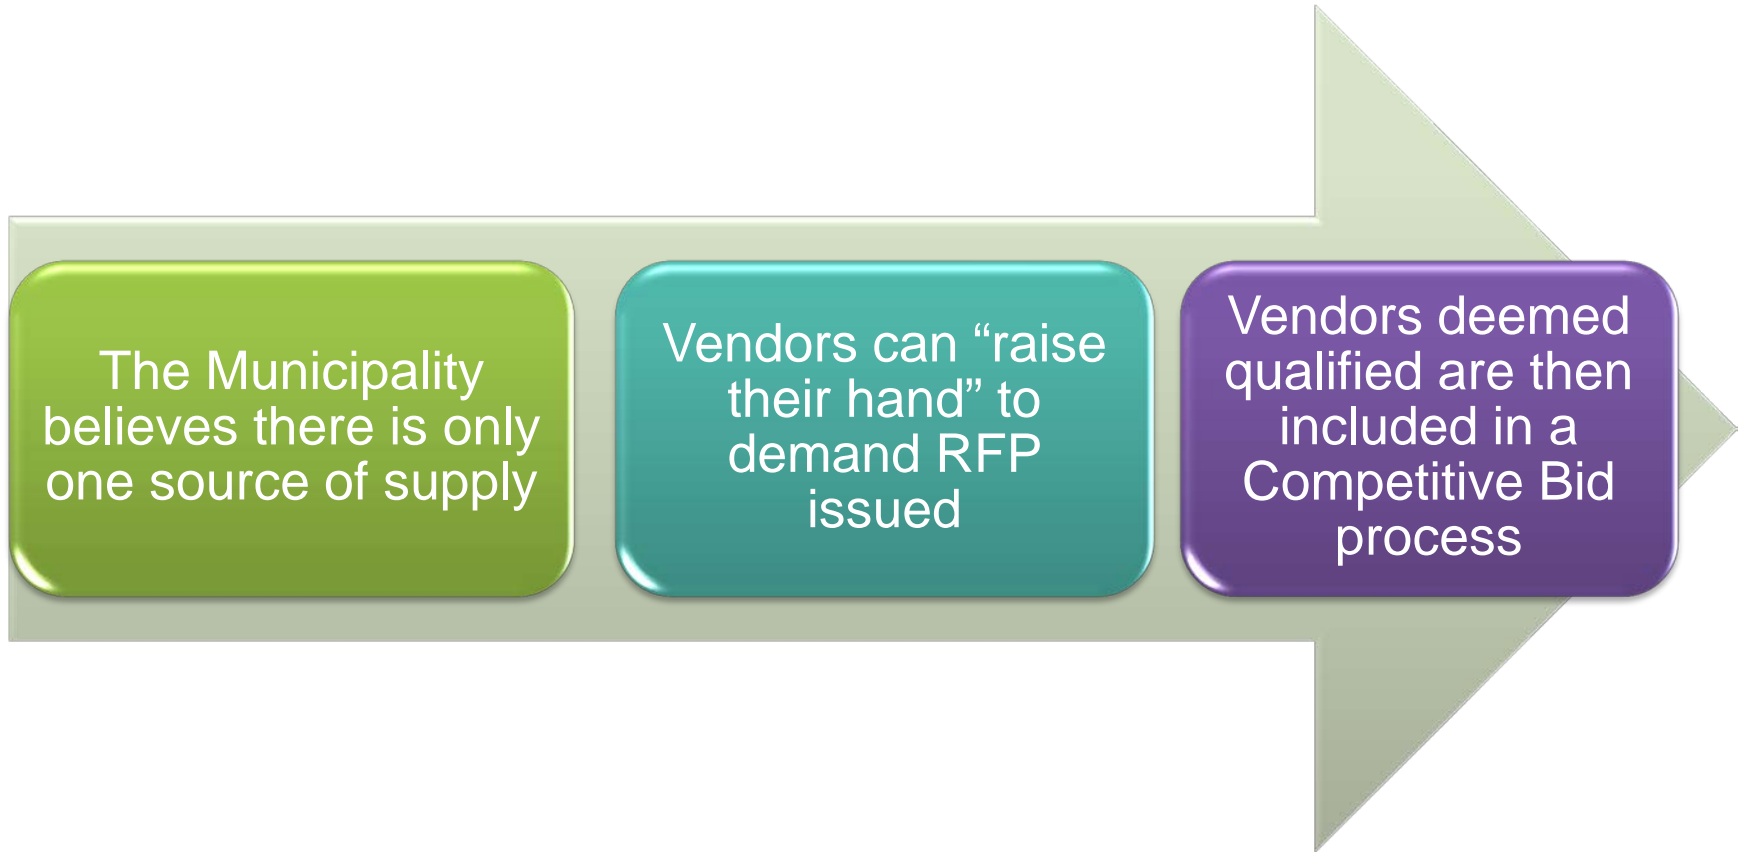 The Municipality
believes there is only
one source of supply
Vendors can “raise
their hand” to
demand RFP
issued
Vendors deemed
qualified are then
included in a
Competitive Bid
process